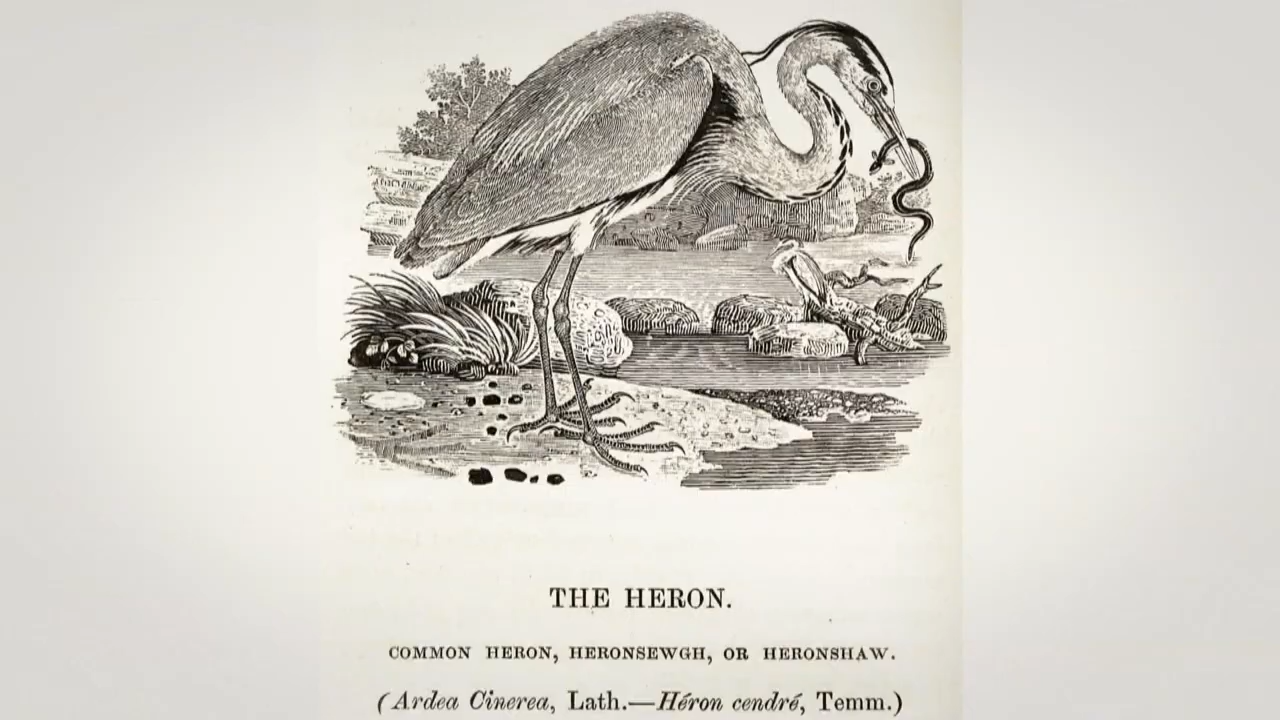 THE HERON.
COMMON HERON, HERONSEWGH, OR HERONSHAW.
(Ardea Cinerea, Lath.—Héron cendré, Temm.)